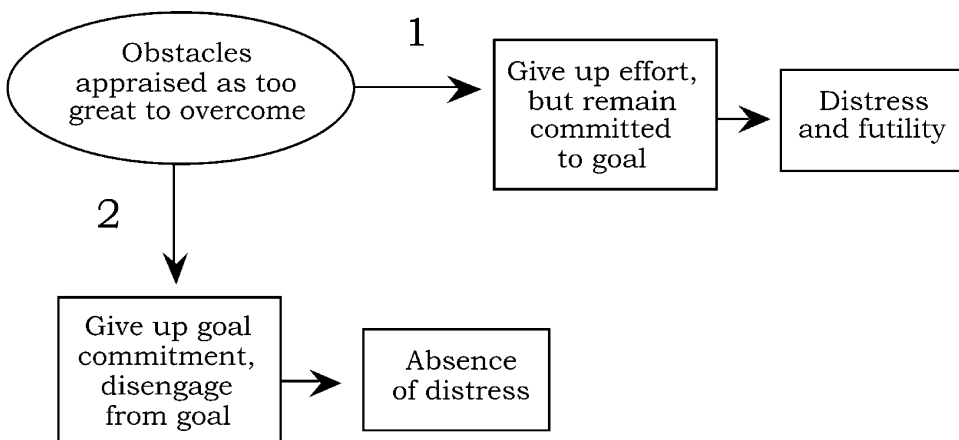 Obstacles
appraised as too
great to overcome
1
Give up effort,
but remain
committed
to goal
Distress
and futility
2
Give up goal
commitment,
disengage
from goal
Absence
of distress